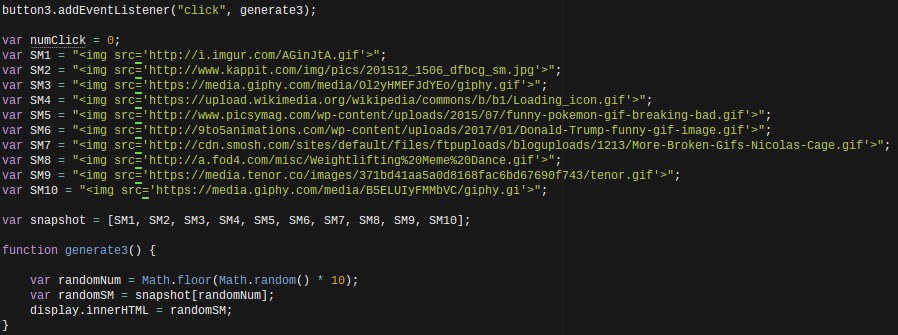 button3.addEventListener("click", generate3);
var numClick = 0;
var SM1 = "<img src='http://i.imgur.com/AGinJtA.gif'>";
var SM2 = "<img src='http://www.kappit.com/img/pics/201512_1506_dfbcg_sm.jpg'>";
var SM3 = "<img src='https://media.giphy.com/media/Ol2yHMEFJdYEo/giphy.gif'>";
var SM4 = "<img src='https://upload.wikimedia.org/wikipedia/commons/b/b1/Loading_icon.gif'>";
var SM5 = "<img src='http://www.picsymag.com/wp-content/uploads/2015/07/funny-pokemon-gif-breaking-bad.gif'>";
var SM6 = "<img src='http://9to5animations.com/wp-content/uploads/2017/01/Donald-Trump-funny-gif-image.gif'>";
var SM7 = "<img src='http://cdn.smosh.com/sites/default/files/ftpuploads/bloguploads/1213/More-Broken-Gifs-Nicolas-Cage.gif'>";
var SM8 = "<img src='http://a.fod4.com/misc/Weightlifting%20Meme%20Dance.gif'>";
var SM9 = "<img src='https://media.tenor.co/images/371bd41aa5a0d8168fac6bd67690f743/tenor.gif'>";
var SM10 = "<img src='https://media.giphy.com/media/B5ELUIyFMMbVC/giphy.gi'>";
var snapshot = [SM1, SM2, SM3, SM4, SM5, SM6, SM7, SM8, SM9, SM10];
function generate3() {
var randomNum = Math.floor(Math.random() * 10);
var randomSM = snapshot[randomNum];
display.innerHTML = randomSM;
}